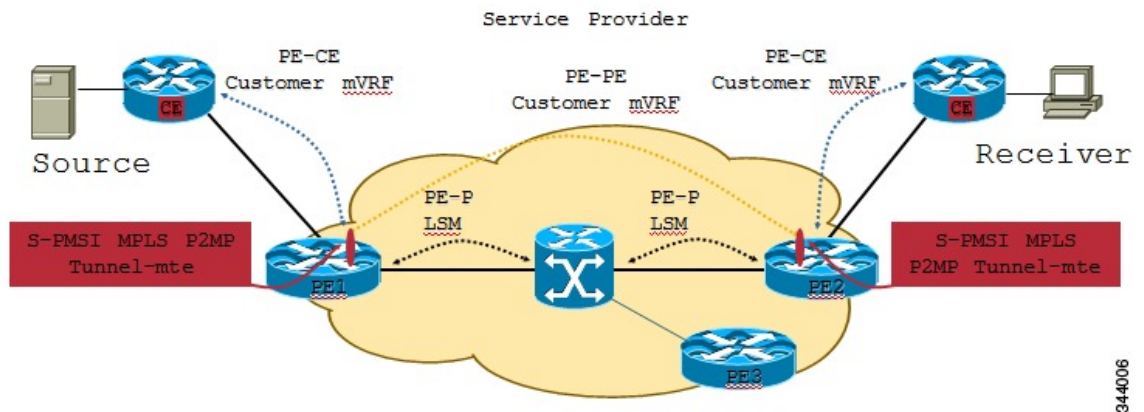 Service Provider
PE-CE
Customer mVRF
PE-PE
Customer mVRF
PE-CE
Customer mVRF
CE
CE
Source
Receiver
PE-P
LSM
PE-P
LSM
S-PMSI MPLS P2MP
Tunnel-mte
S-PMSI MPLS
P2MP Tunnel-mte
PE1
PE2
PE3
344006